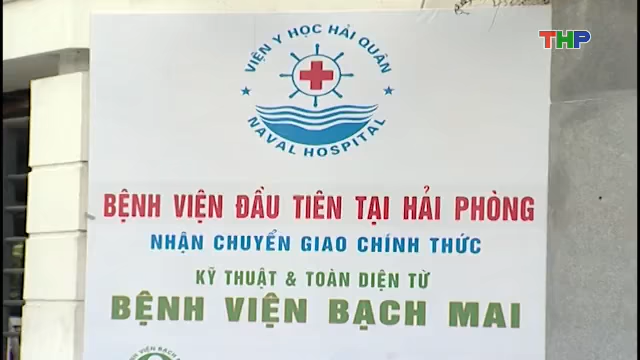 THP
VIỆN Y HỌC HẢI QUÂN
NAVAL HOSPITAL
BỆNH VIỆN ĐẦU TIÊN TẠI HẢI PHÒNG
NHẬN CHUYỂN GIAO CHÍNH THỨC
KỸ THUẬT & TOÀN DIỆN TỪ
BỆNH VIỆN BẠCH MAI